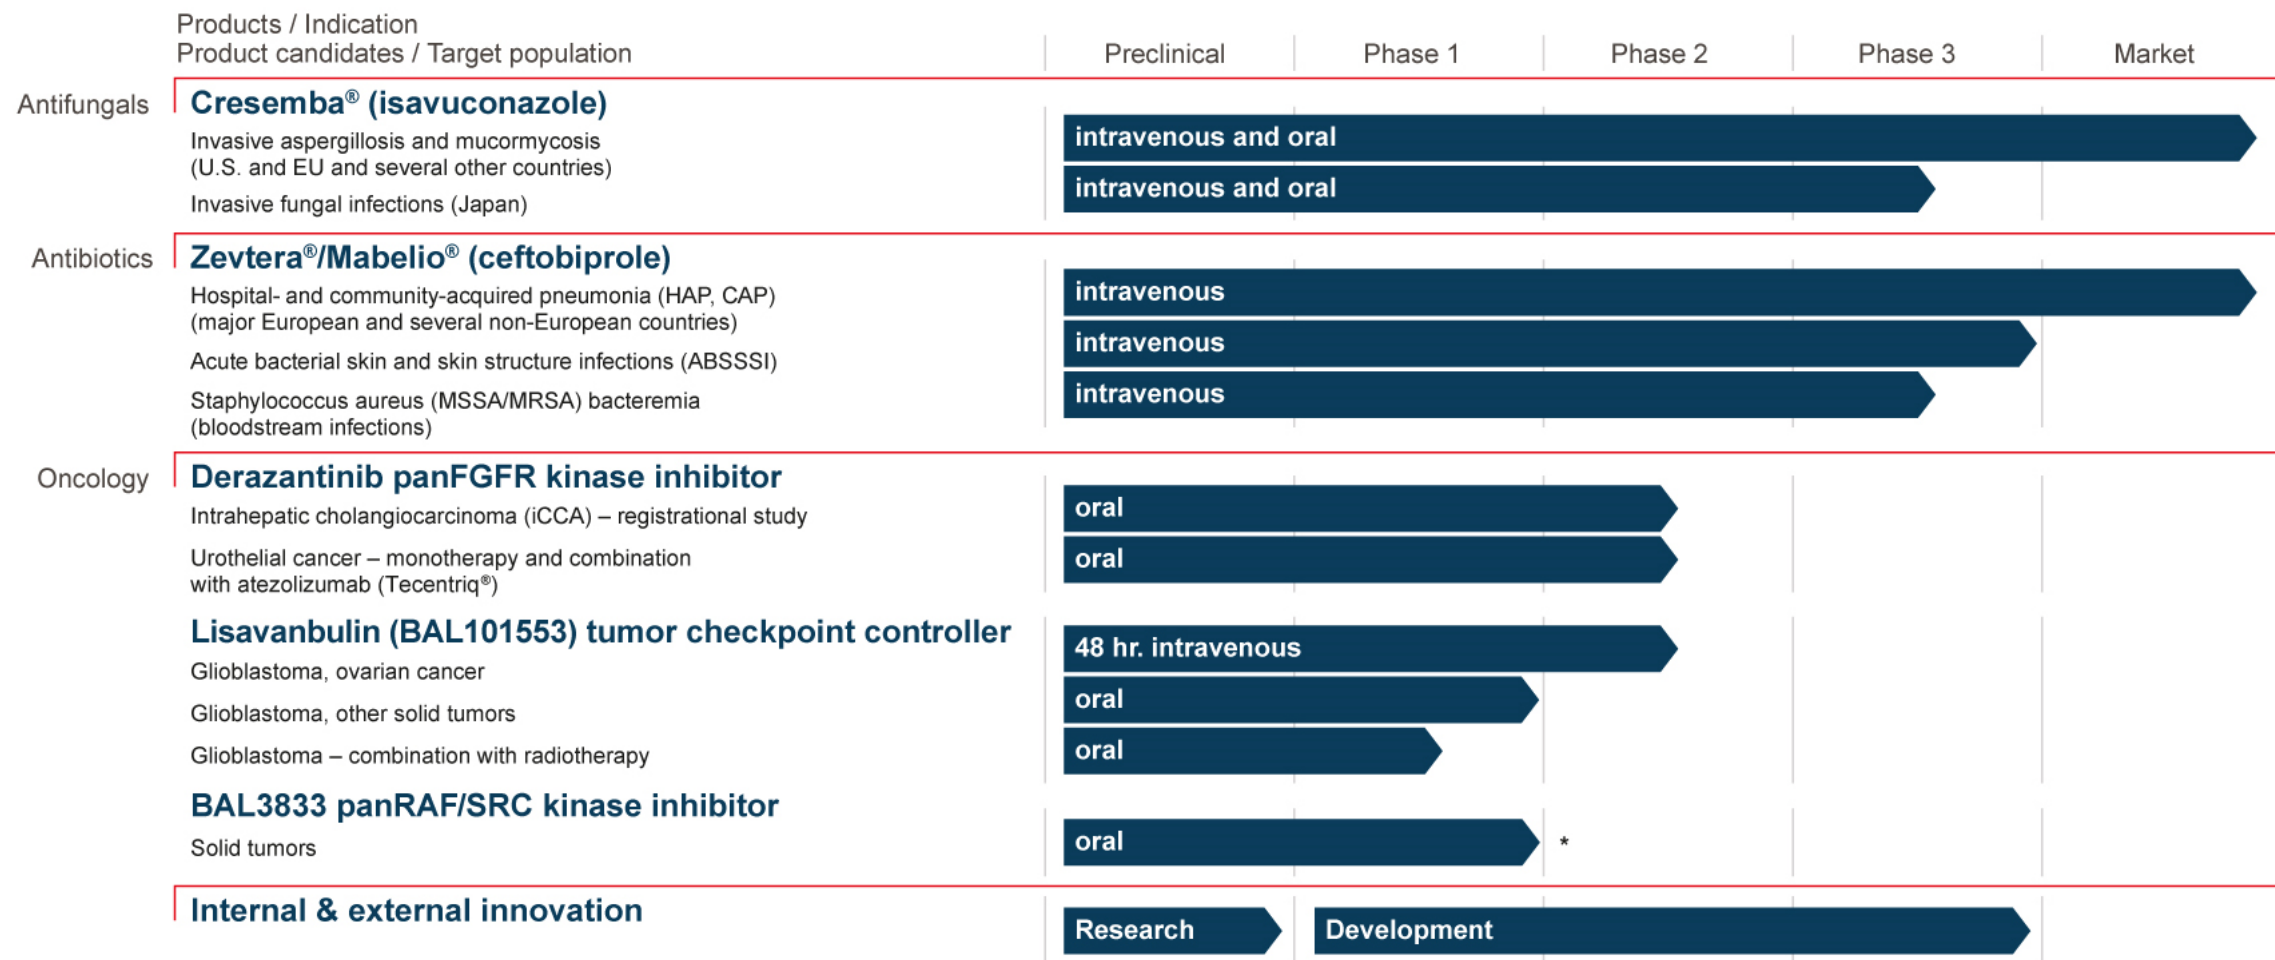 Products / Indication
Product candidates / Target population
Preclinical
Phase 1
Phase 2
Phase 3
Market
Antifungals
Cresemba® (isavuconazole)
Invasive aspergillosis and mucormycosis
(U.S. and EU and several other countries)
intravenous and oral
Invasive fungal infections (Japan)
intravenous and oral
Antibiotics
Zevtera®/Mabelio® (ceftobiprole)
Hospital- and community-acquired pneumonia (HAP, CAP)
(major European and several non-European countries)
intravenous
Acute bacterial skin and skin structure infections (ABSSSI)
intravenous
Staphylococcus aureus (MSSA/MRSA) bacteremia
(bloodstream infections)
intravenous
Oncology
Derazantinib panFGFR kinase inhibitor
Intrahepatic cholangiocarcinoma (iCCA) – registrational study
oral
Urothelial cancer – monotherapy and combination
with atezolizumab (Tecentriq®)
oral
Lisavanbulin (BAL101553) tumor checkpoint controller
Glioblastoma, ovarian cancer
48 hr. intravenous
Glioblastoma, other solid tumors
oral
Glioblastoma – combination with radiotherapy
oral
BAL3833 panRAF/SRC kinase inhibitor
Solid tumors
oral
*
Internal & external innovation
Research
Development